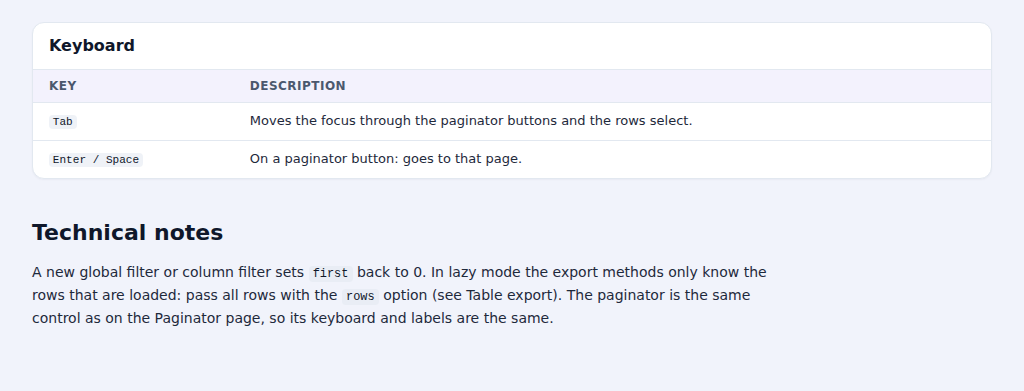 Keyboard
KEY DESCRIPTION
Tab Moves the focus through the paginator buttons and the rows select.
Enter / Space On a paginator button: goes to that page.
Technical notes
A new global filter or column filter sets first back to 0. In lazy mode the export methods only know the
rows that are loaded: pass all rows with the rows option (see Table export). The paginator is the same
control as on the Paginator page, so its keyboard and labels are the same.